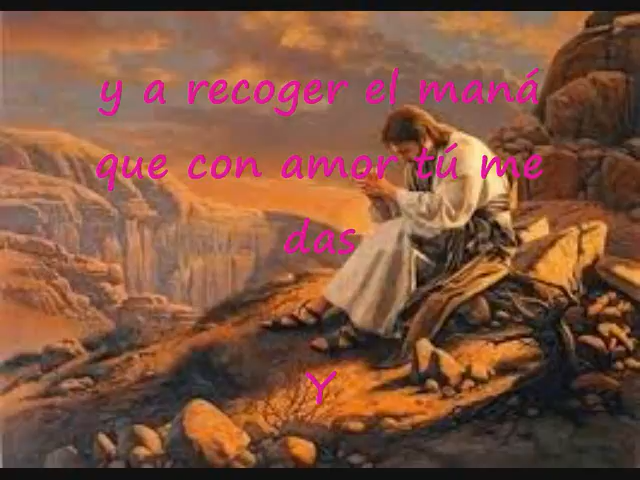 y a recoger el maná
que con amor tú me
das
Y